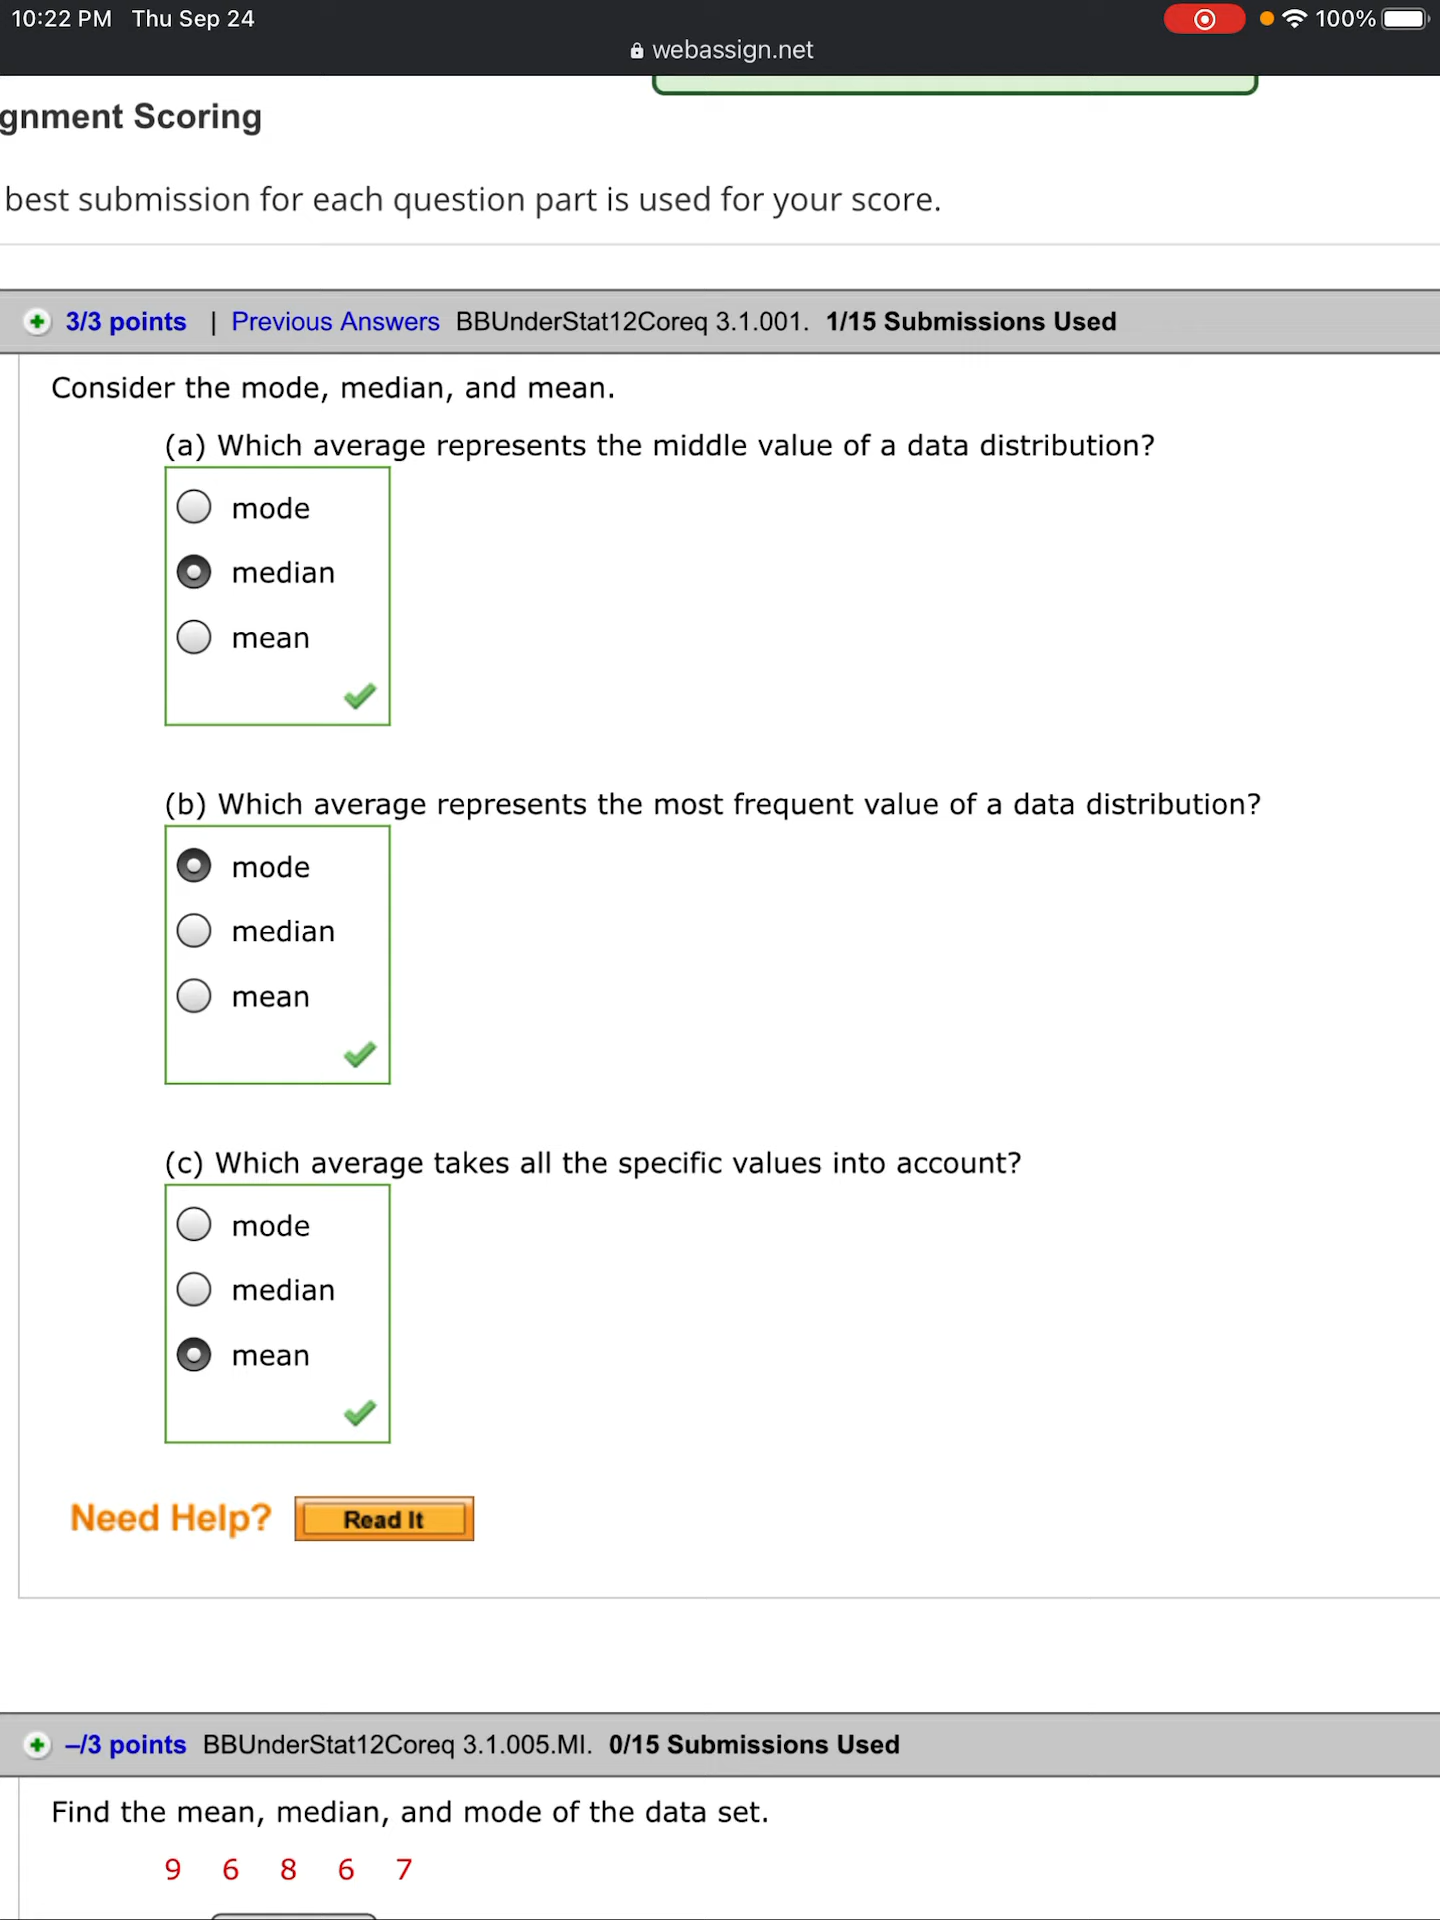 10:22 PM Thu Sep 24
100%
webassign.net
gnment Scoring
best submission for each question part is used for your score.
3/3 points | Previous Answers BBUnderStat12Coreq 3.1.001. 1/15 Submissions Used
Consider the mode, median, and mean.
(a) Which average represents the middle value of a data distribution?
mode
median
mean
(b) Which average represents the most frequent value of a data distribution?
mode
median
mean
(c) Which average takes all the specific values into account?
mode
median
mean
Need Help? Read It
–/3 points BBUnderStat12Coreq 3.1.005.MI. 0/15 Submissions Used
Find the mean, median, and mode of the data set.
9 6 8 6 7